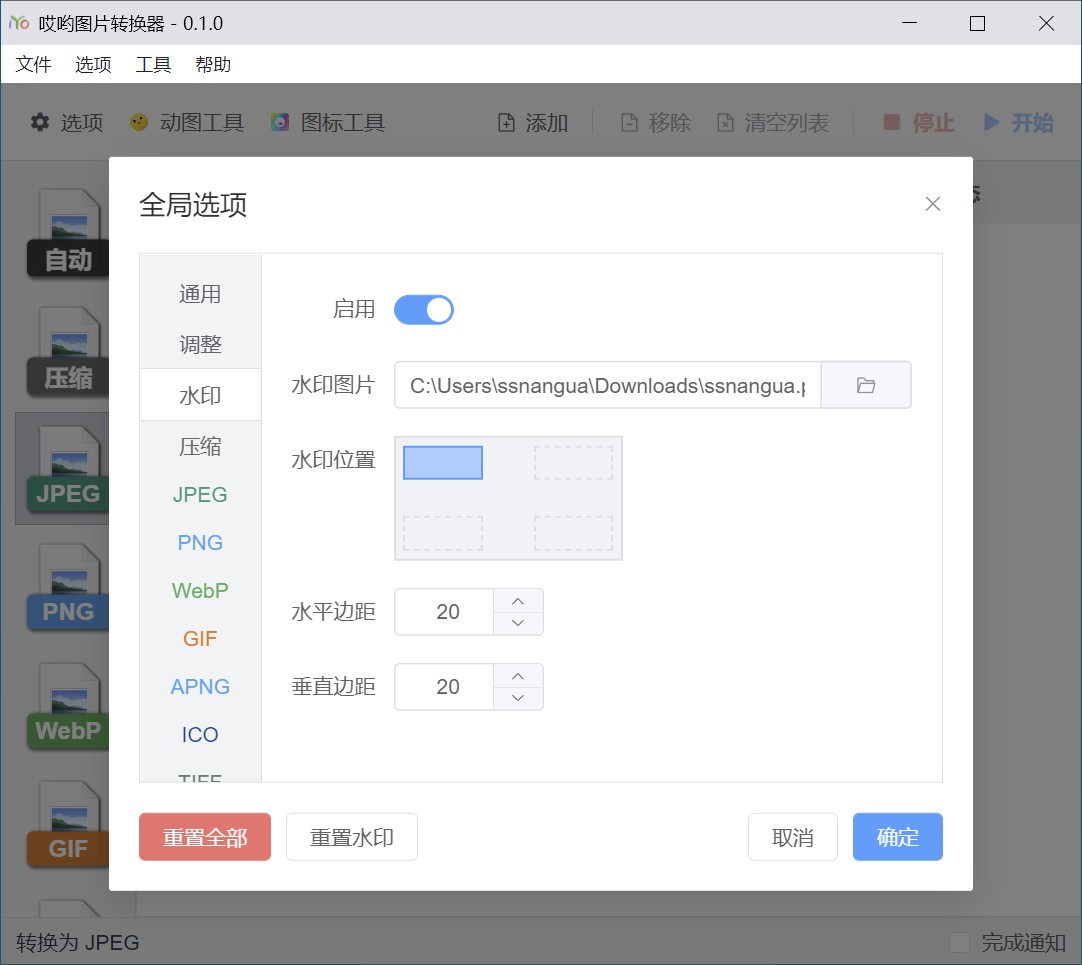 哎哟图片转换器 - 0.1.0
文件 选项 工具 帮助
选项 动图工具 图标工具 添加 移除 清空列表 停止 开始
全局选项
自动
压缩
JPEG
PNG
WebP
GIF
通用
调整
水印
压缩
JPEG
PNG
WebP
GIF
APNG
ICO
TIFF
启用
水印图片 C:\Users\ssnangua\Downloads\ssnangua.p
水印位置
水平边距 20
垂直边距 20
重置全部 重置水印 取消 确定
转换为 JPEG 完成通知